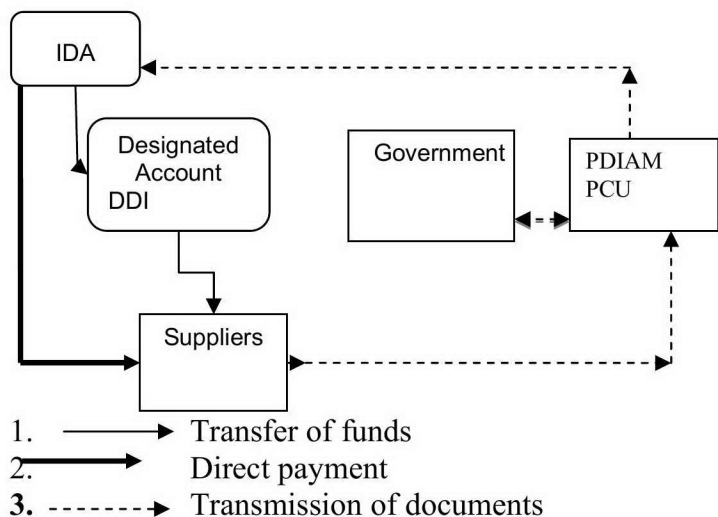 IDA
Designated
Account
DDI
Government
PDIAM
PCU
Suppliers
1. Transfer of funds
2. Direct payment
3. Transmission of documents